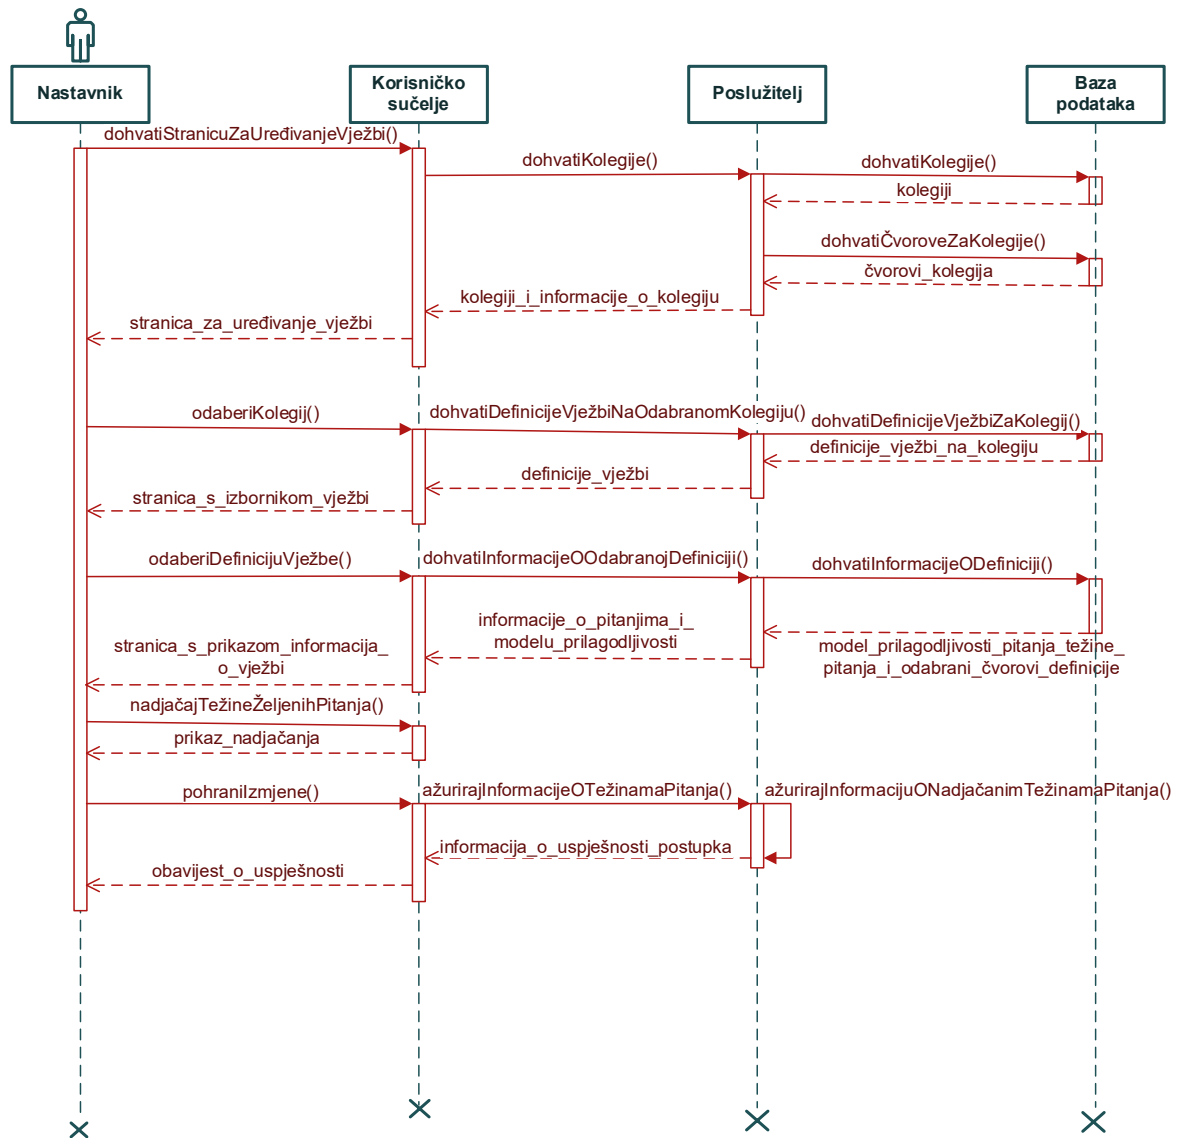 Nastavnik
Korisničko
sučelje
Poslužitelj
Baza
podataka
dohvatiStranicuZaUređivanjeVježbi()
dohvatiKolegije()
dohvatiKolegije()
kolegiji
dohvatiČvoroveZaKolegije()
čvorovi_kolegija
kolegiji_i_informacije_o_kolegiju
stranica_za_uređivanje_vježbi
odaberiKolegij()
dohvatiDefinicijeVježbiNaOdabranomKolegiju()
dohvatiDefinicijeVježbiZaKolegij()
definicije_vježbi_na_kolegiju
definicije_vježbi
stranica_s_izbornikom_vježbi
odaberiDefinicijuVježbe()
dohvatiInformacijeOOdabranojDefiniciji()
dohvatiInformacijeODefiniciji()
informacije_o_pitanjima_i_
modelu_prilagodljivosti
model_prilagodljivosti_pitanja_težine_
pitanja_i_odabrani_čvorovi_definicije
stranica_s_prikazom_informacija_
o_vježbi
nadjačajTežineŽeljenihPitanja()
prikaz_nadjačanja
pohraniIzmjene()
ažurirajInformacijeOTežinamaPitanja()
ažurirajInformacijuONadjačanimTežinamaPitanja()
informacija_o_uspješnosti_postupka
obavijest_o_uspješnosti